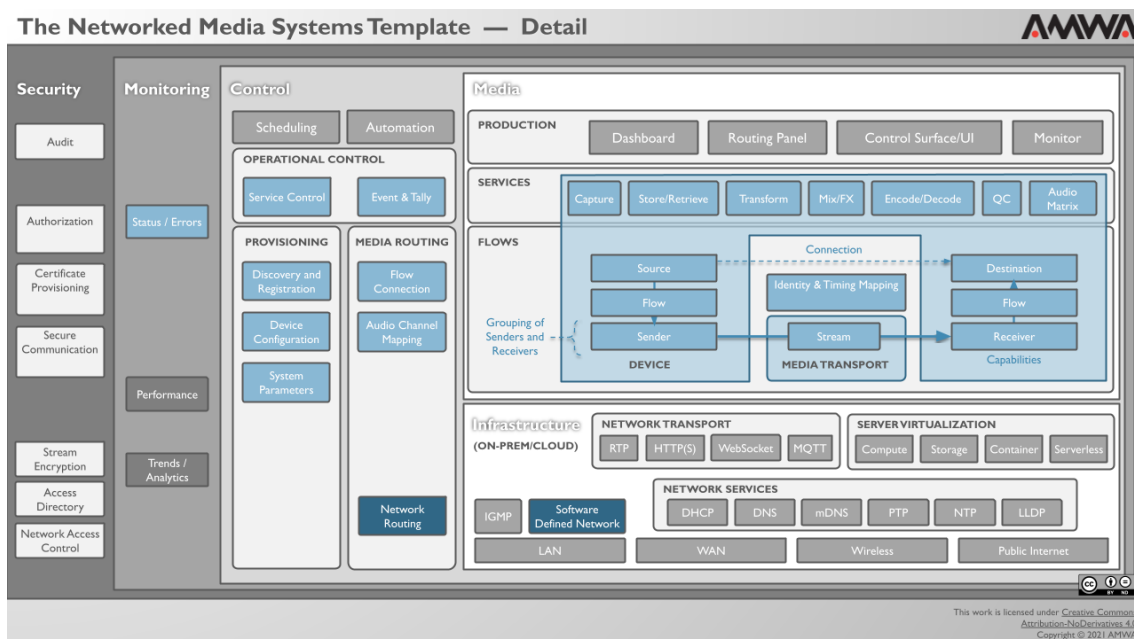 The Networked Media Systems Template — Detail
AMWA
Security
Audit
Authorization
Certificate
Provisioning
Secure
Communication
Stream
Encryption
Access
Directory
Network Access
Control
Monitoring
Status / Errors
Performance
Trends /
Analytics
Control
Scheduling
Automation
OPERATIONAL CONTROL
Service Control
Event & Tally
PROVISIONING
Discovery and
Registration
Device
Configuration
System
Parameters
MEDIA ROUTING
Flow
Connection
Audio Channel
Mapping
Network
Routing
Media
PRODUCTION
Dashboard
Routing Panel
Control Surface/UI
Monitor
SERVICES
Capture
Store/Retrieve
Transform
Mix/FX
Encode/Decode
QC
Audio
Matrix
FLOWS
Connection
Source
Flow
Sender
Grouping of
Senders and
Receivers
DEVICE
Identity & Timing Mapping
Stream
MEDIA TRANSPORT
Destination
Flow
Receiver
Capabilities
Infrastructure
(ON-PREM/CLOUD)
NETWORK TRANSPORT
RTP
HTTP(S)
WebSocket
MQTT
SERVER VIRTUALIZATION
Compute
Storage
Container
Serverless
IGMP
Software
Defined Network
NETWORK SERVICES
DHCP
DNS
mDNS
PTP
NTP
LLDP
LAN
WAN
Wireless
Public Internet
cc
BY ND
This work is licensed under Creative Common
Attribution-NoDerivatives 4.0
Copyright © 2021 AMWA